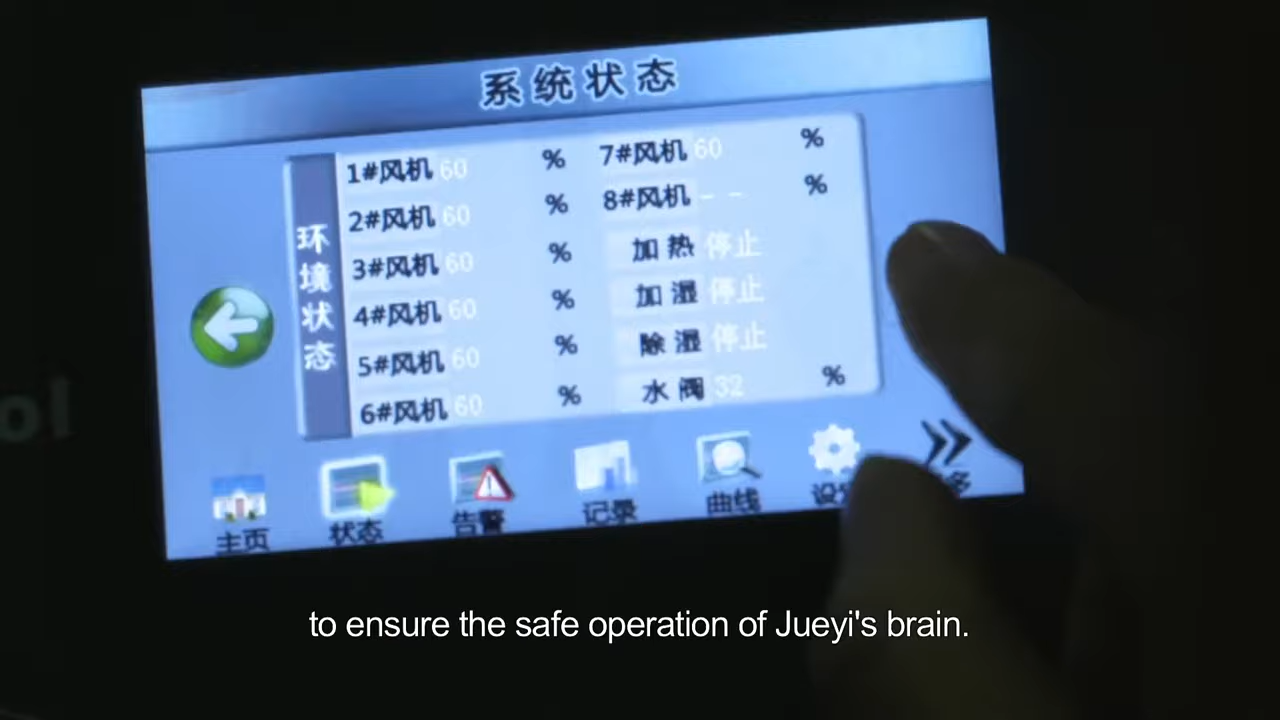 系统状态
环境状态
1#风机 60 %
2#风机 60 %
3#风机 60 %
4#风机 60 %
5#风机 60 %
6#风机 60 %
7#风机 60 %
8#风机 - - %
加热 停止
加湿 停止
除湿 停止
水阀 32 %
主页
状态
告警
记录
曲线
设
多
ol
to ensure the safe operation of Jueyi's brain.